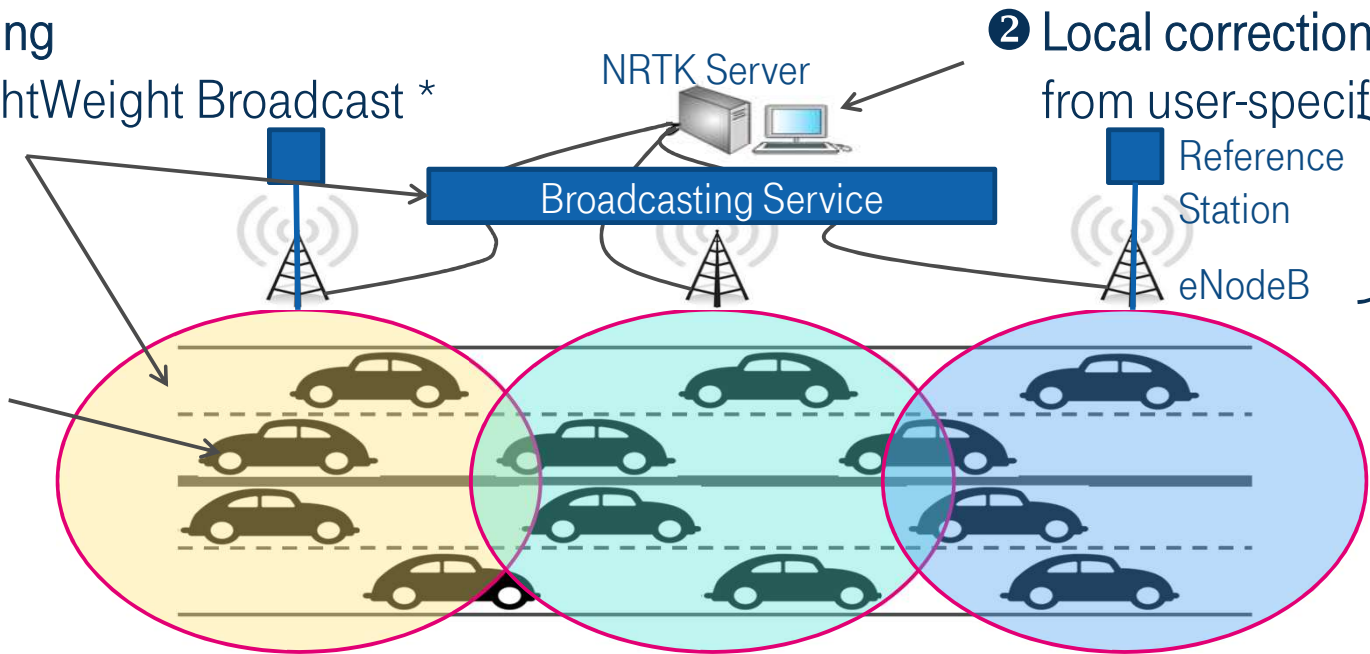 ng
htWeight Broadcast *
NRTK Server
❷ Local correction
from user-specif
Reference
Station
Broadcasting Service
eNodeB